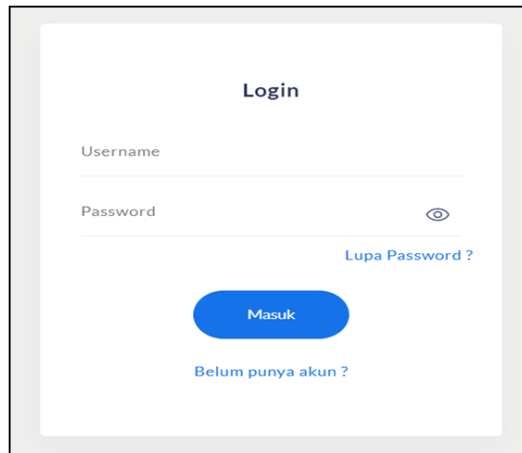 Login
Username
Password
Lupa Password ?
Masuk
Belum punya akun ?